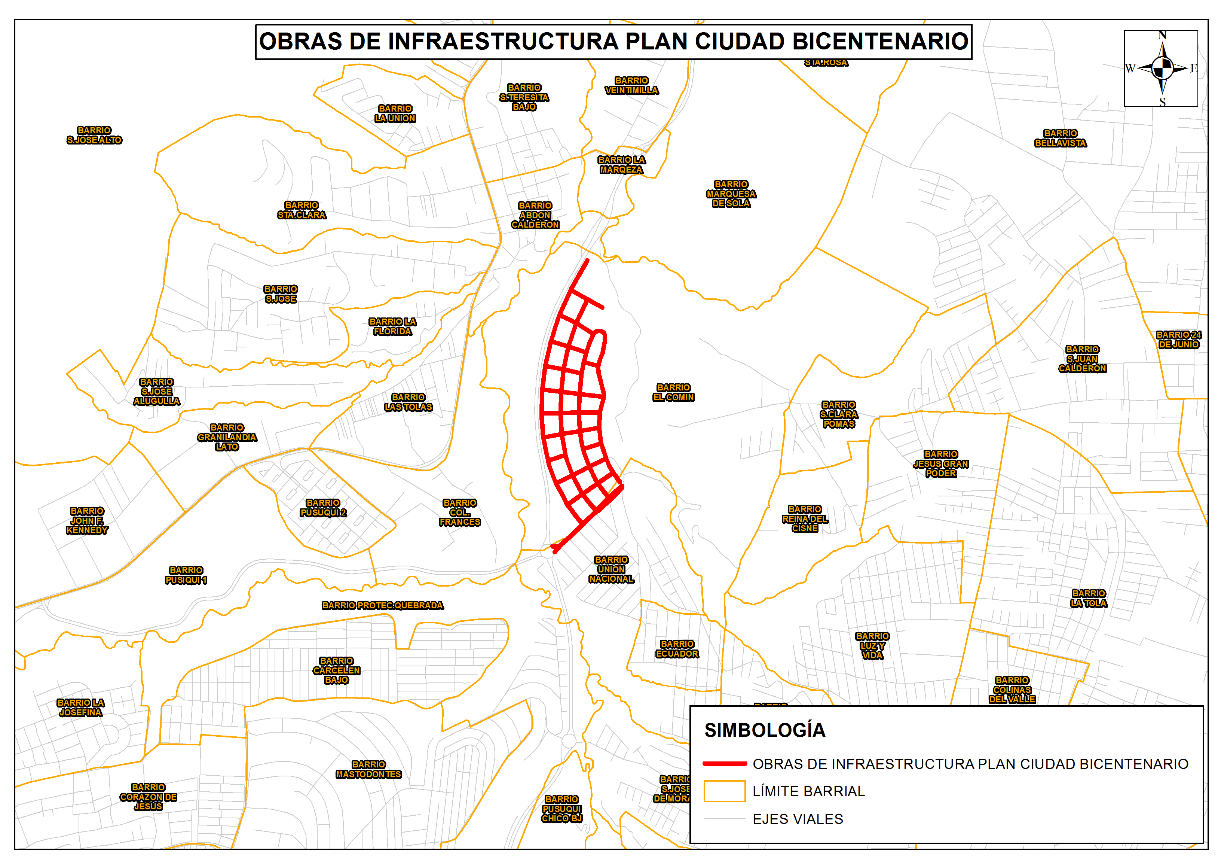 OBRAS DE INFRAESTRUCTURA PLAN CIUDAD BICENTENARIO
N
W
E
S
STA.ROSA
BARRIO
VEINTIMILLA
BARRIO
S.TERESITA
BAJO
BARRIO
LA UNION
BARRIO
S.JOSE ALTO
BARRIO
BELLAVISTA
BARRIO LA
MARQEZA
BARRIO
MARQUESA
DE SOLA
BARRIO
STA.CLARA
BARRIO
ABDON
CALDERON
BARRIO
S.JOSE
BARRIO LA
FLORIDA
BARRIO 24
DE JUNIO
BARRIO
S.JUAN
CALDERON
BARRIO
S.JOSE
ALUGULLA
BARRIO
LAS TOLAS
BARRIO
EL COMIN
BARRIO
S.CLARA
POMAS
BARRIO
GRANILANDIA
LATO
BARRIO
JESUS GRAN
PODER
BARRIO
JOHN F.
KENNEDY
BARRIO
PUSUQUI 2
BARRIO
COL.
FRANCES
BARRIO
REINA DEL
CISNE
BARRIO
PUSIQUI 1
BARRIO
UNION
NACIONAL
BARRIO PROTEC.QUEBRADA
BARRIO
LA TOLA
BARRIO
ECUADOR
BARRIO
LUZ Y
VIDA
BARRIO
CARCELEN
BAJO
BARRIO
COLINAS
DEL VALLE
BARRIO LA
JOSEFINA
BARRIO
MASTODONTES
BARRIO
CORAZON DE
JESUS
BARRIO
PUSUQUI
CHICO BJ
S.JOSE
SIMBOLOGÍA
OBRAS DE INFRAESTRUCTURA PLAN CIUDAD BICENTENARIO
LÍMITE BARRIAL
EJES VIALES